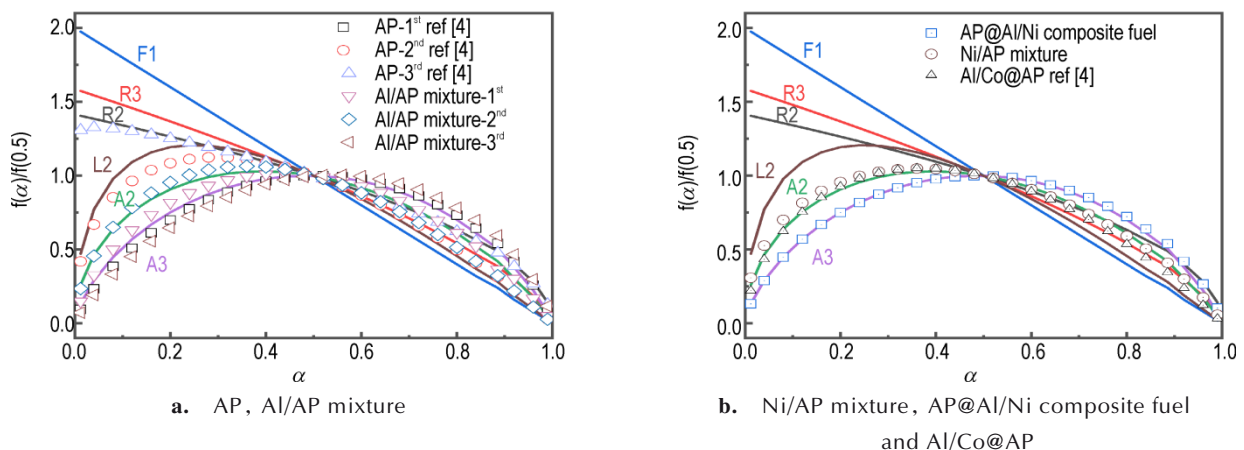 2.0
1.5
1.0
0.5
0.0
f(α)/f(0.5)
F1
R3
R2
L2
A2
A3
AP-1st ref [4]
AP-2nd ref [4]
AP-3rd ref [4]
Al/AP mixture-1st
Al/AP mixture-2nd
Al/AP mixture-3rd
0.0 0.2 0.4 0.6 0.8 1.0
α
a. AP, Al/AP mixture
2.0
1.5
1.0
0.5
0.0
f(α)/f(0.5)
F1
R3
R2
L2
A2
A3
AP@Al/Ni composite fuel
Ni/AP mixture
Al/Co@AP ref [4]
0.0 0.2 0.4 0.6 0.8 1.0
α
b. Ni/AP mixture, AP@Al/Ni composite fuel
and Al/Co@AP